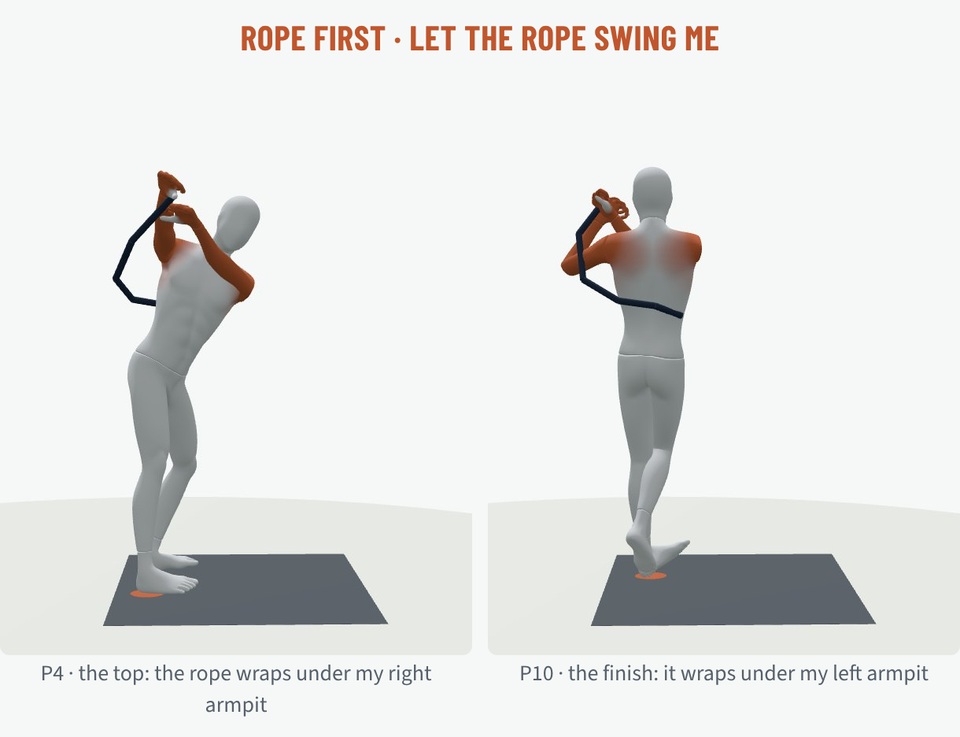 ROPE FIRST · LET THE ROPE SWING ME
P4 · the top: the rope wraps under my right
armpit
P10 · the finish: it wraps under my left armpit